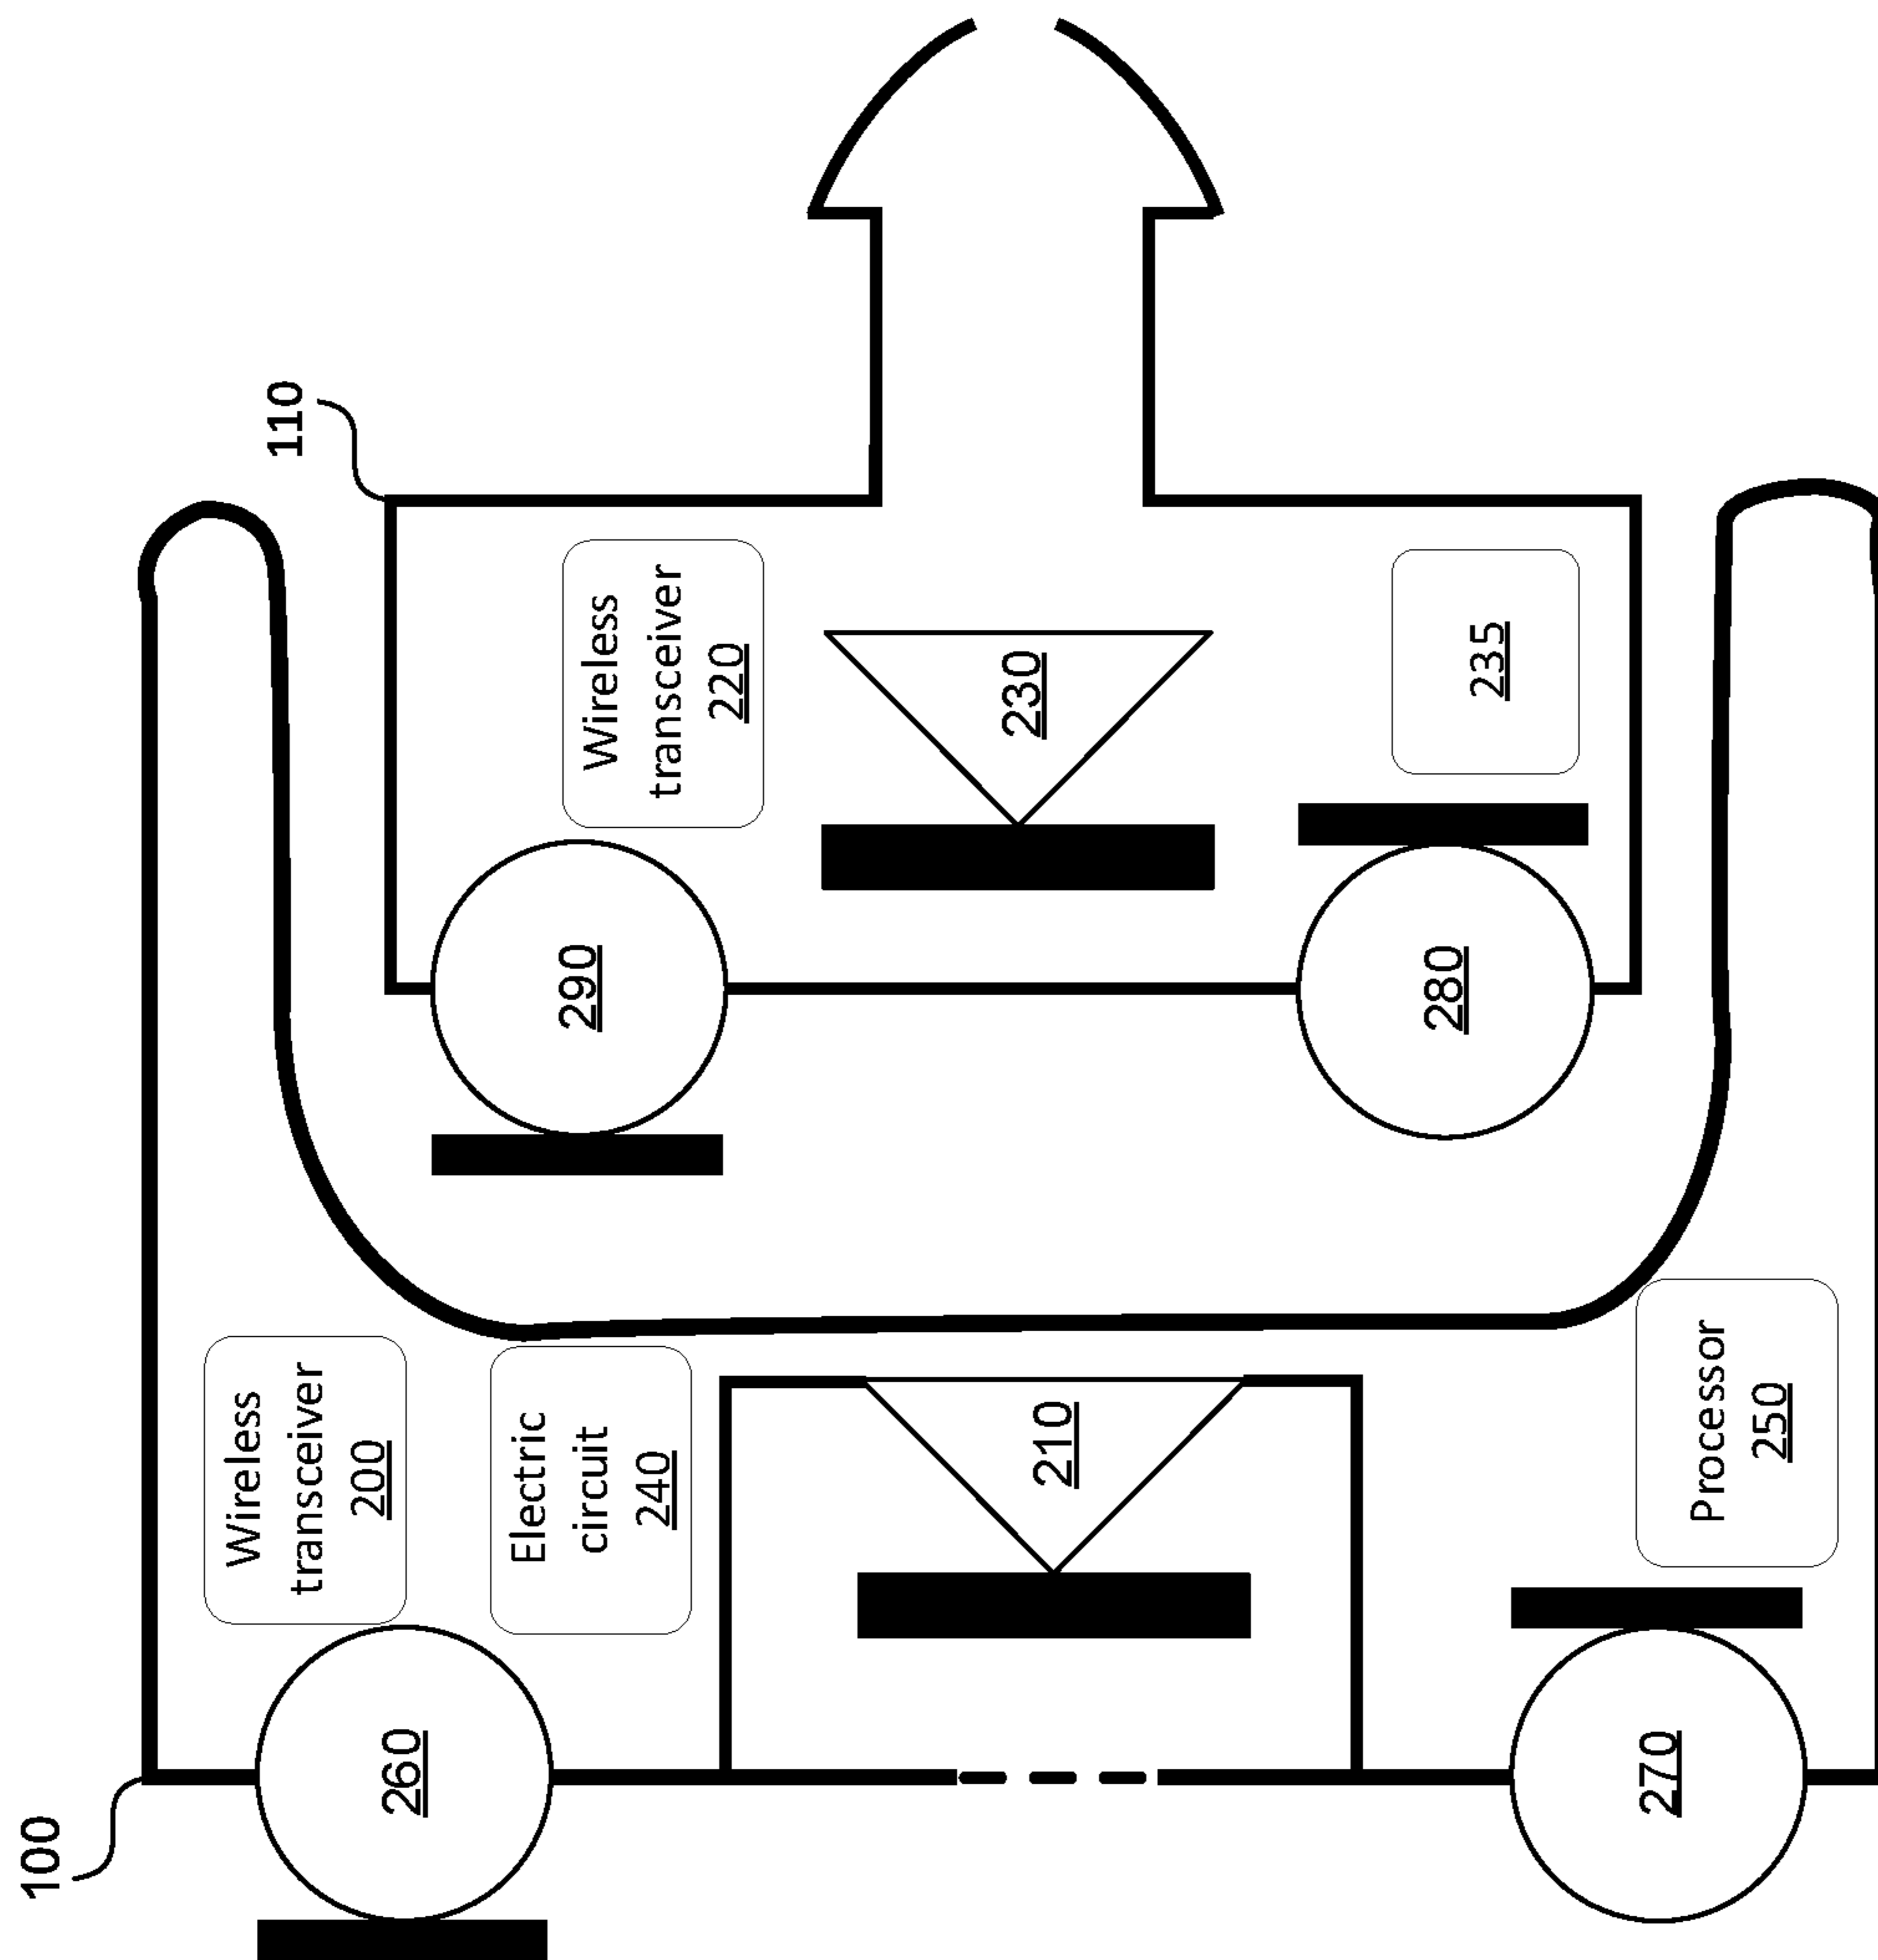 100
110
Wireless
transceiver
200
260
Electric
circuit
240
290
Wireless
transceiver
220
210
230
280
235
270
Processor
250